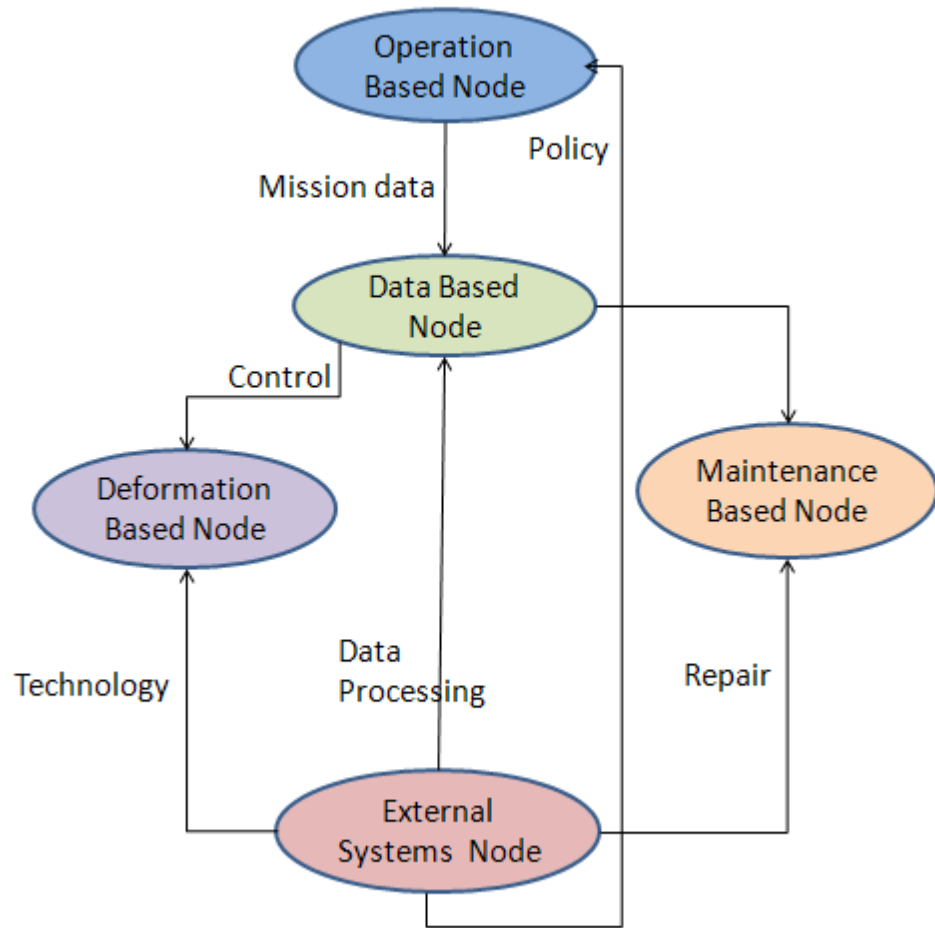 Operation
Based Node
Policy
Mission data
Data Based
Node
Control
Deformation
Based Node
Maintenance
Based Node
Data
Processing
Technology
Repair
External
Systems  Node